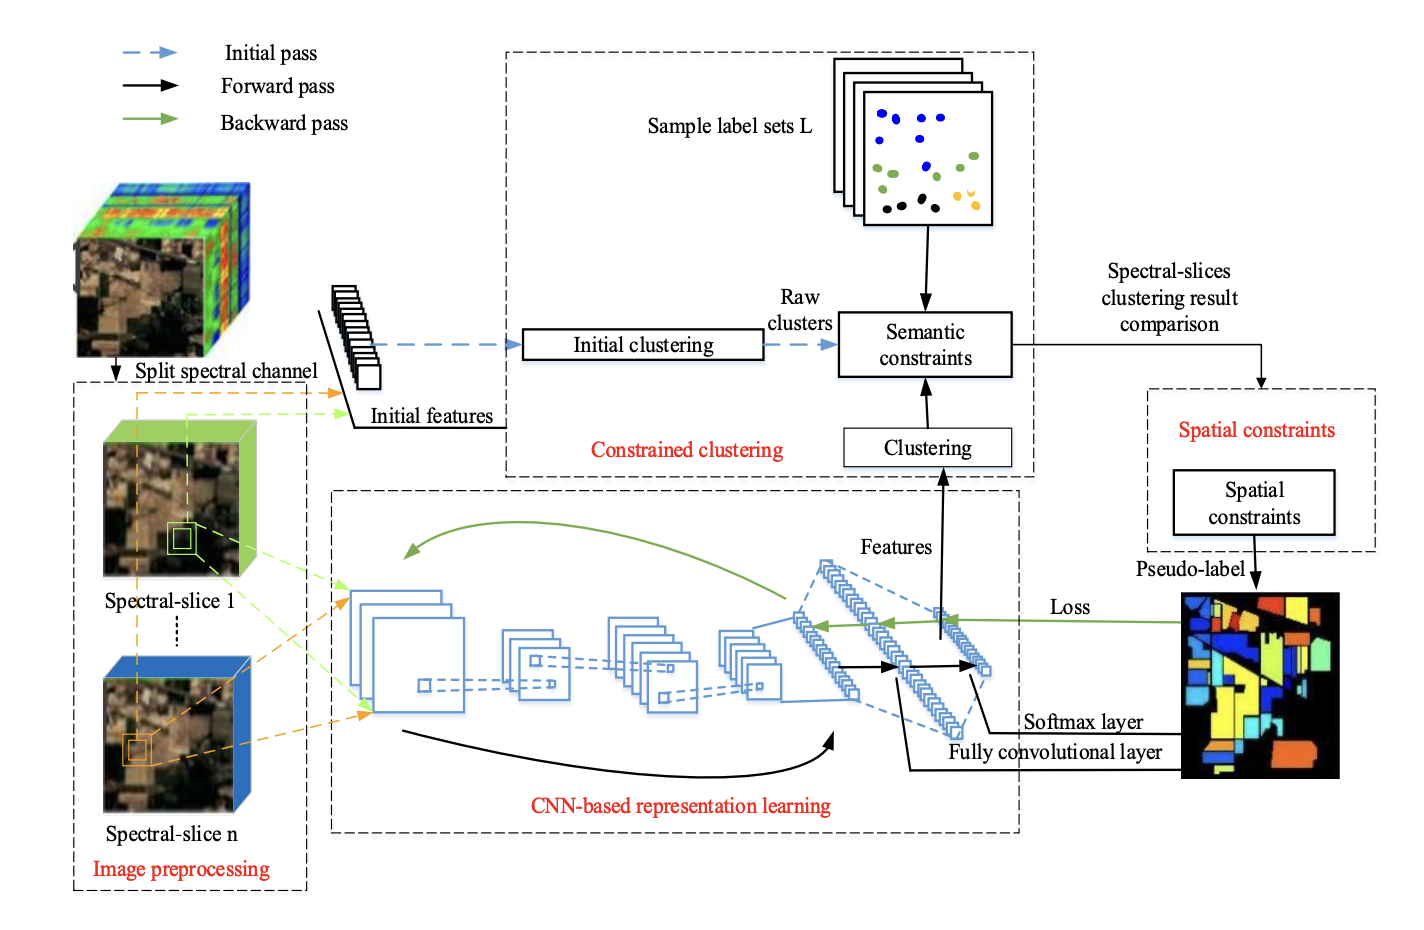 Initial pass
Forward pass
Backward pass
Sample label sets L
Split spectral channel
Initial features
Initial clustering
Raw
clusters
Semantic
constraints
Clustering
Constrained clustering
Spectral-slices
clustering result
comparison
Spatial constraints
Spatial
constraints
Pseudo-label
Spectral-slice 1
Spectral-slice n
Image preprocessing
Features
Loss
Softmax layer
Fully convolutional layer
CNN-based representation learning